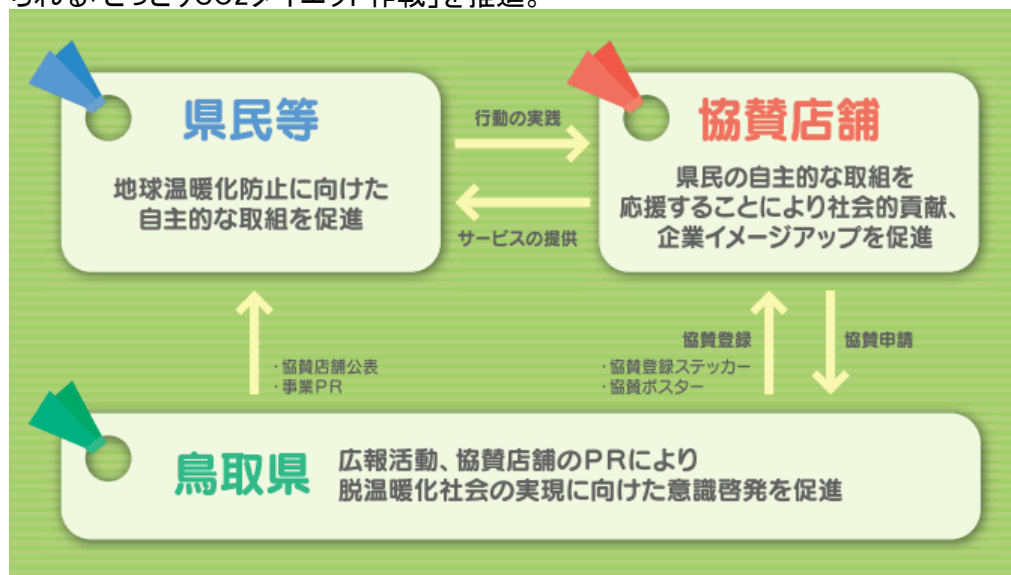 県民等
地球温暖化防止に向けた
自主的な取組を促進
行動の実践
サービスの提供
協賛店舗
県民の自主的な取組を
応援することにより社会的貢献、
企業イメージアップを促進
・協賛店舗公表
・事業PR
協賛登録
・協賛登録ステッカー
・協賛ポスター
協賛申請
鳥取県
広報活動、協賛店舗のPRにより
脱温暖化社会の実現に向けた意識啓発を促進